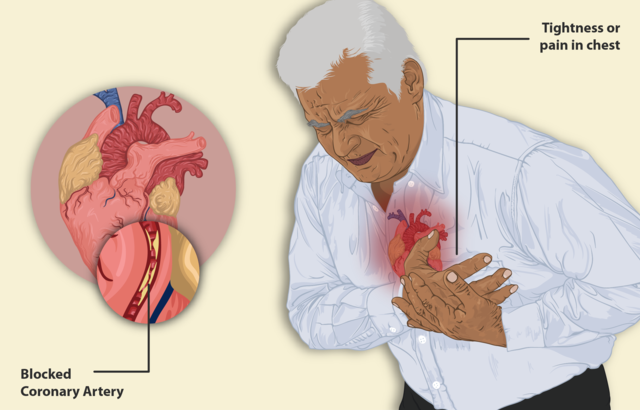 Tightness or
pain in chest
Blocked
Coronary Artery